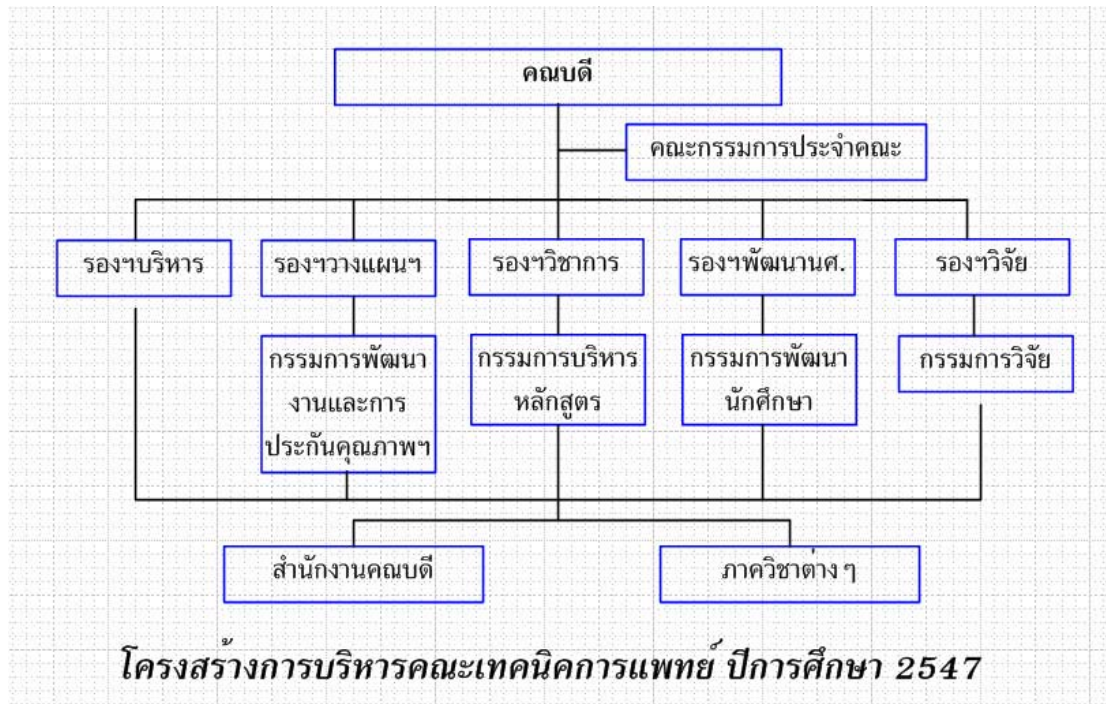 คณบดี
คณะกรรมการประจำคณะ
รองฯบริหาร
รองฯวางแผนฯ
รองฯวิชาการ
รองฯพัฒนานศ.
รองฯวิจัย
กรรมการพัฒนา
งานและการ
ประกันคุณภาพฯ
กรรมการบริหาร
หลักสูตร
กรรมการพัฒนา
นักศึกษา
กรรมการวิจัย
สำนักงานคณบดี
ภาควิชาต่าง ๆ
โครงสร้างการบริหารคณะเทคนิคการแพทย์ ปีการศึกษา 2547